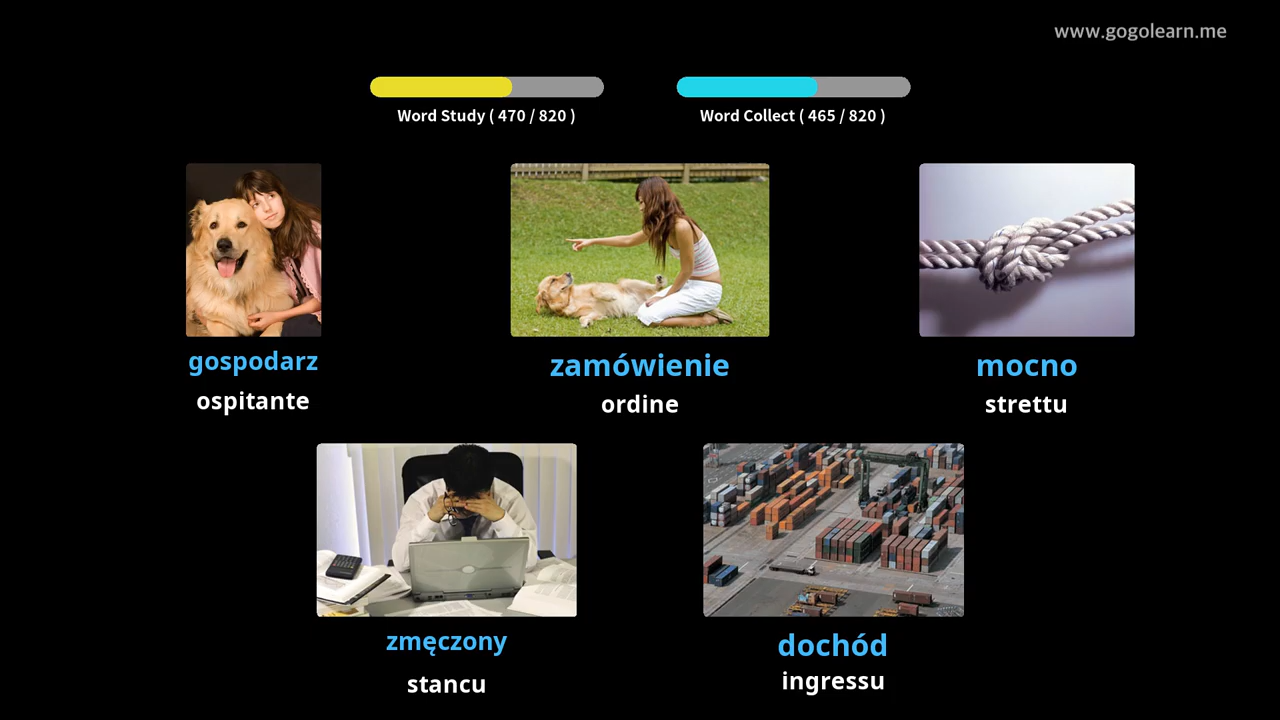 www.gogolearn.me
Word Study ( 470 / 820 )
Word Collect ( 465 / 820 )
gospodarz
ospitante
zamówienie
ordine
mocno
strettu
zmęczony
stancu
dochód
ingressu